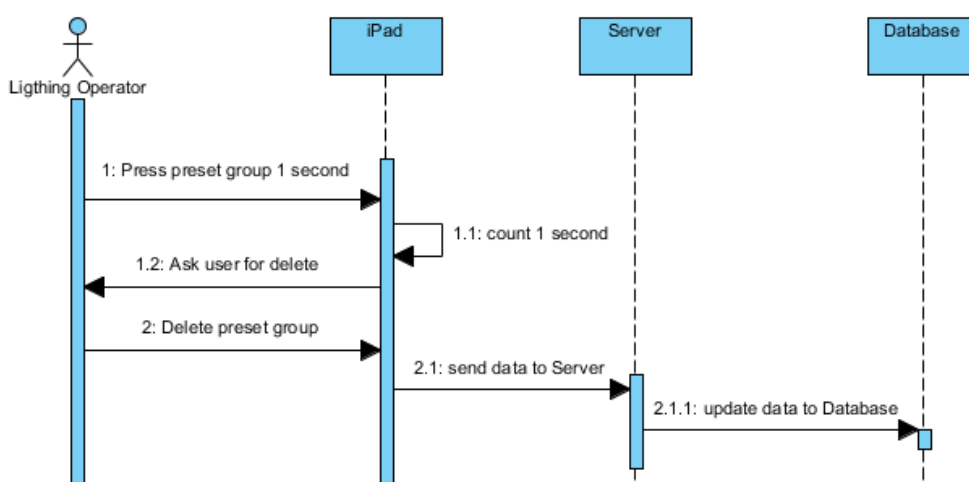 iPad
Server
Database
Ligthing Operator
1: Press preset group 1 second
1.1: count 1 second
1.2: Ask user for delete
2: Delete preset group
2.1: send data to Server
2.1.1: update data to Database